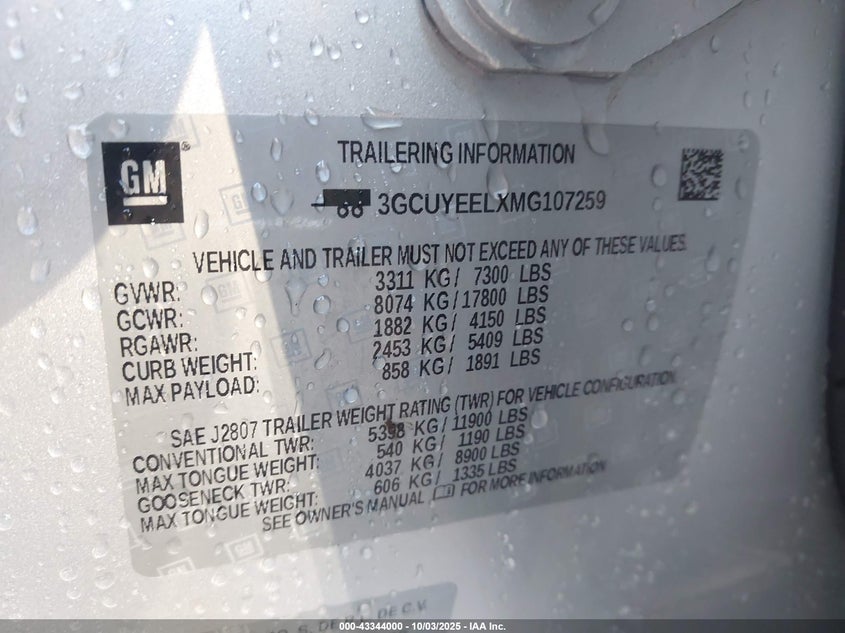 GM
®
TRAILERING INFORMATION
3GCUYEELXMG107259
VEHICLE AND TRAILER MUST NOT EXCEED ANY OF THESE VALUES.
GVWR: 3311 KG/ 7300 LBS
GCWR: 8074 KG/17800 LBS
RGAWR: 1882 KG/ 4150 LBS
CURB WEIGHT: 2453 KG/ 5409 LBS
MAX PAYLOAD: 858 KG/ 1891 LBS
SAE J2807 TRAILER WEIGHT RATING (TWR) FOR VEHICLE CONFIGURATION
CONVENTIONAL TWR: 5398 KG/11900 LBS
MAX TONGUE WEIGHT: 540 KG/ 1190 LBS
GOOSENECK TWR: 4037 KG/ 8900 LBS
MAX TONGUE WEIGHT: 606 KG/ 1335 LBS
SEE OWNER'S MANUAL FOR MORE INFORMATION
S. DE C.V.
000-43344000 - 10/03/2025 - IAA Inc.